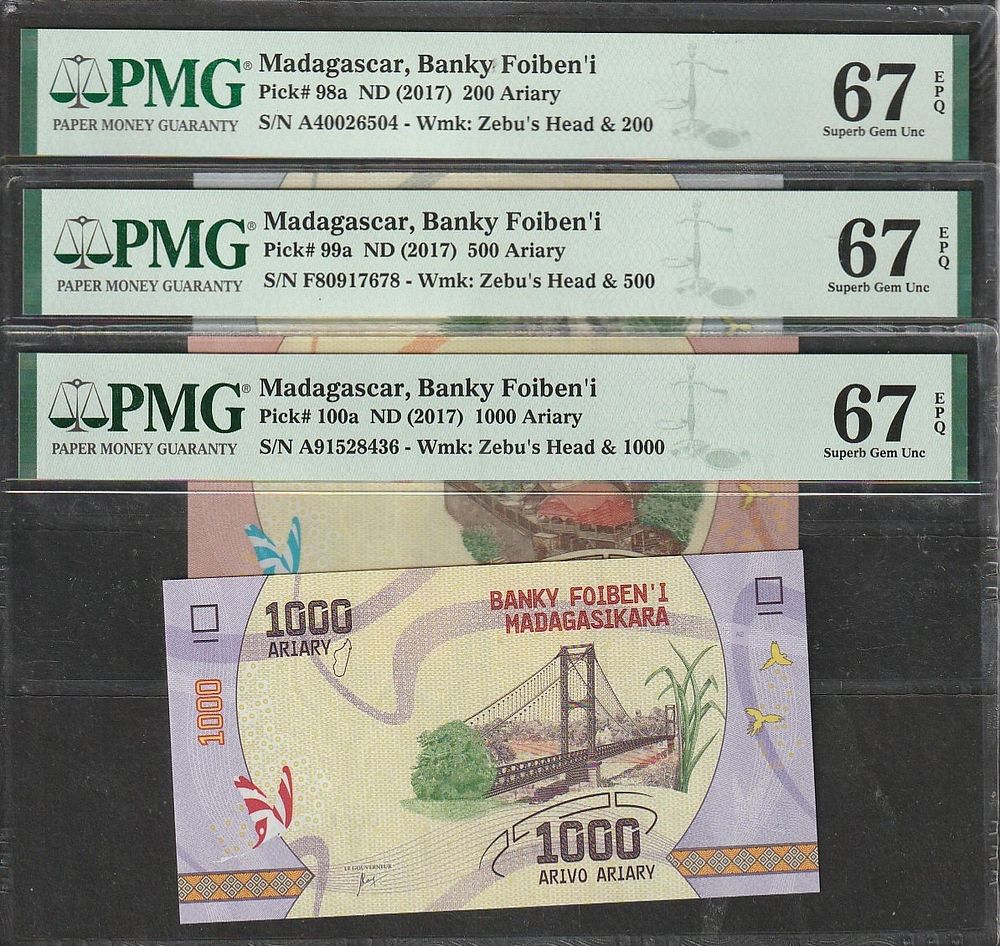 PMG®
PAPER MONEY GUARANTY
Madagascar, Banky Foiben'i
Pick# 98a ND (2017) 200 Ariary
S/N A40026504 - Wmk: Zebu's Head & 200
67
EPQ
Superb Gem Unc
PMG®
PAPER MONEY GUARANTY
Madagascar, Banky Foiben'i
Pick# 99a ND (2017) 500 Ariary
S/N F80917678 - Wmk: Zebu's Head & 500
67
EPQ
Superb Gem Unc
PMG®
PAPER MONEY GUARANTY
Madagascar, Banky Foiben'i
Pick# 100a ND (2017) 1000 Ariary
S/N A91528436 - Wmk: Zebu's Head & 1000
67
EPQ
Superb Gem Unc
1000
ARIARY
BANKY FOIBEN'I
MADAGASIKARA
1000
LE GOUVERNEUR
1000
ARIVO ARIARY